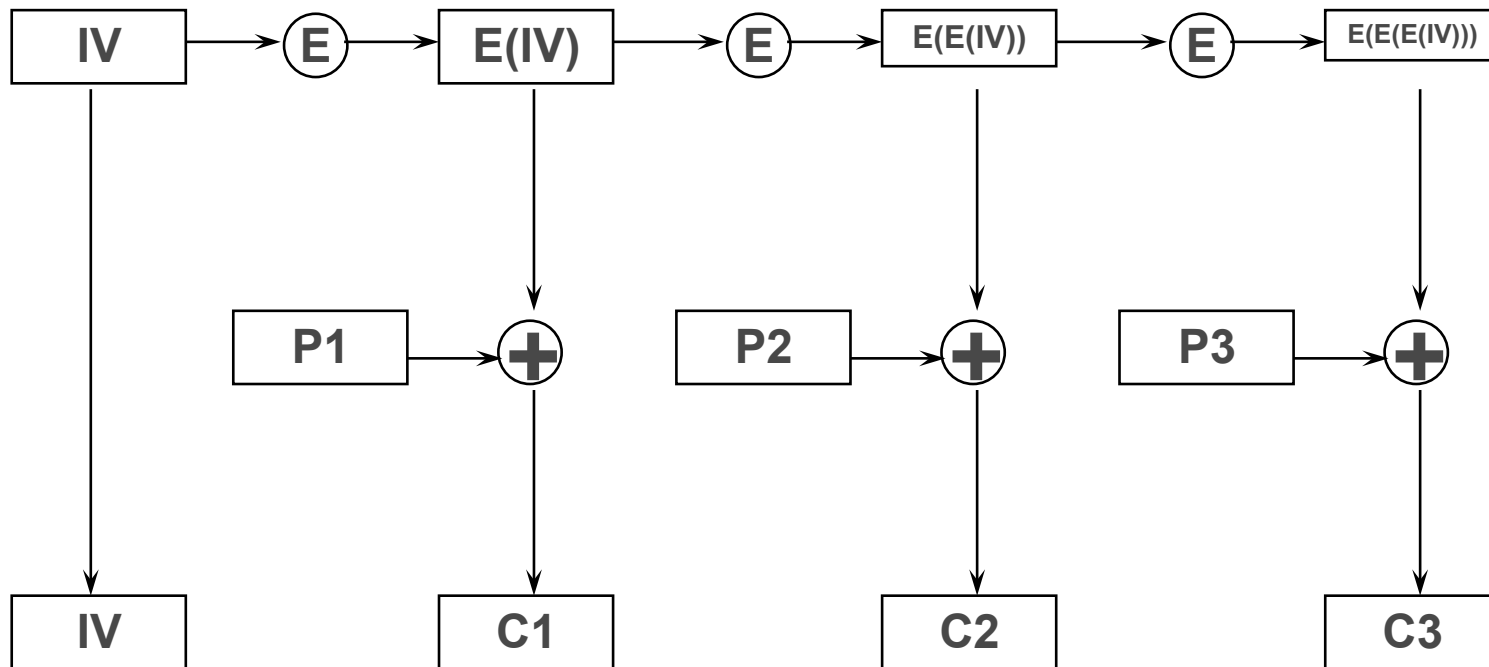 IV
E
E(IV)
E
E(E(IV))
E
E(E(E(IV)))
P1
+
P2
+
P3
+
IV
C1
C2
C3